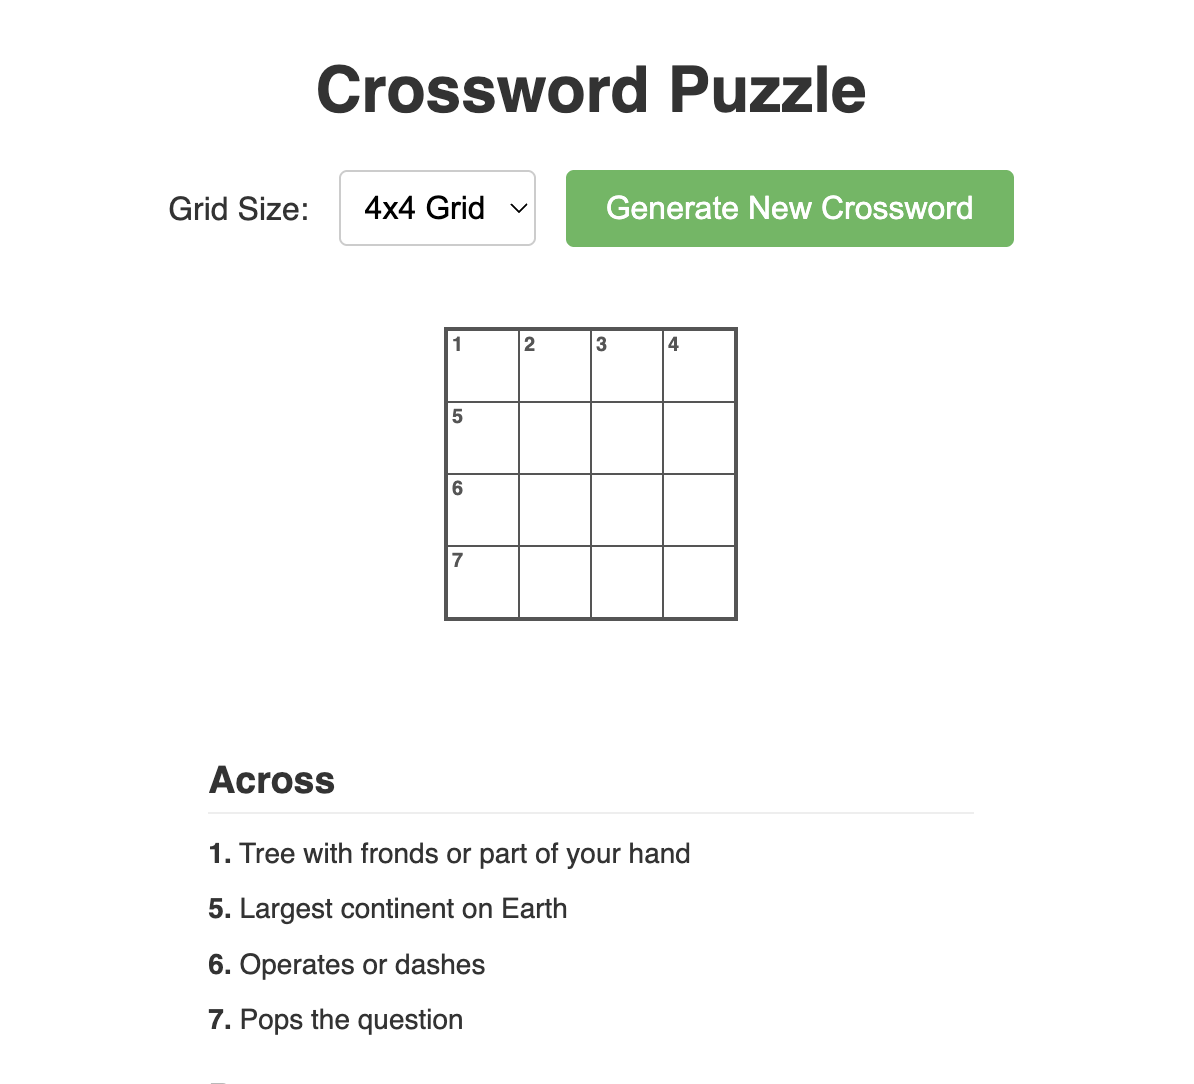 Crossword Puzzle
Grid Size: 4x4 Grid Generate New Crossword
1 2 3 4
5
6
7
Across
1. Tree with fronds or part of your hand
5. Largest continent on Earth
6. Operates or dashes
7. Pops the question